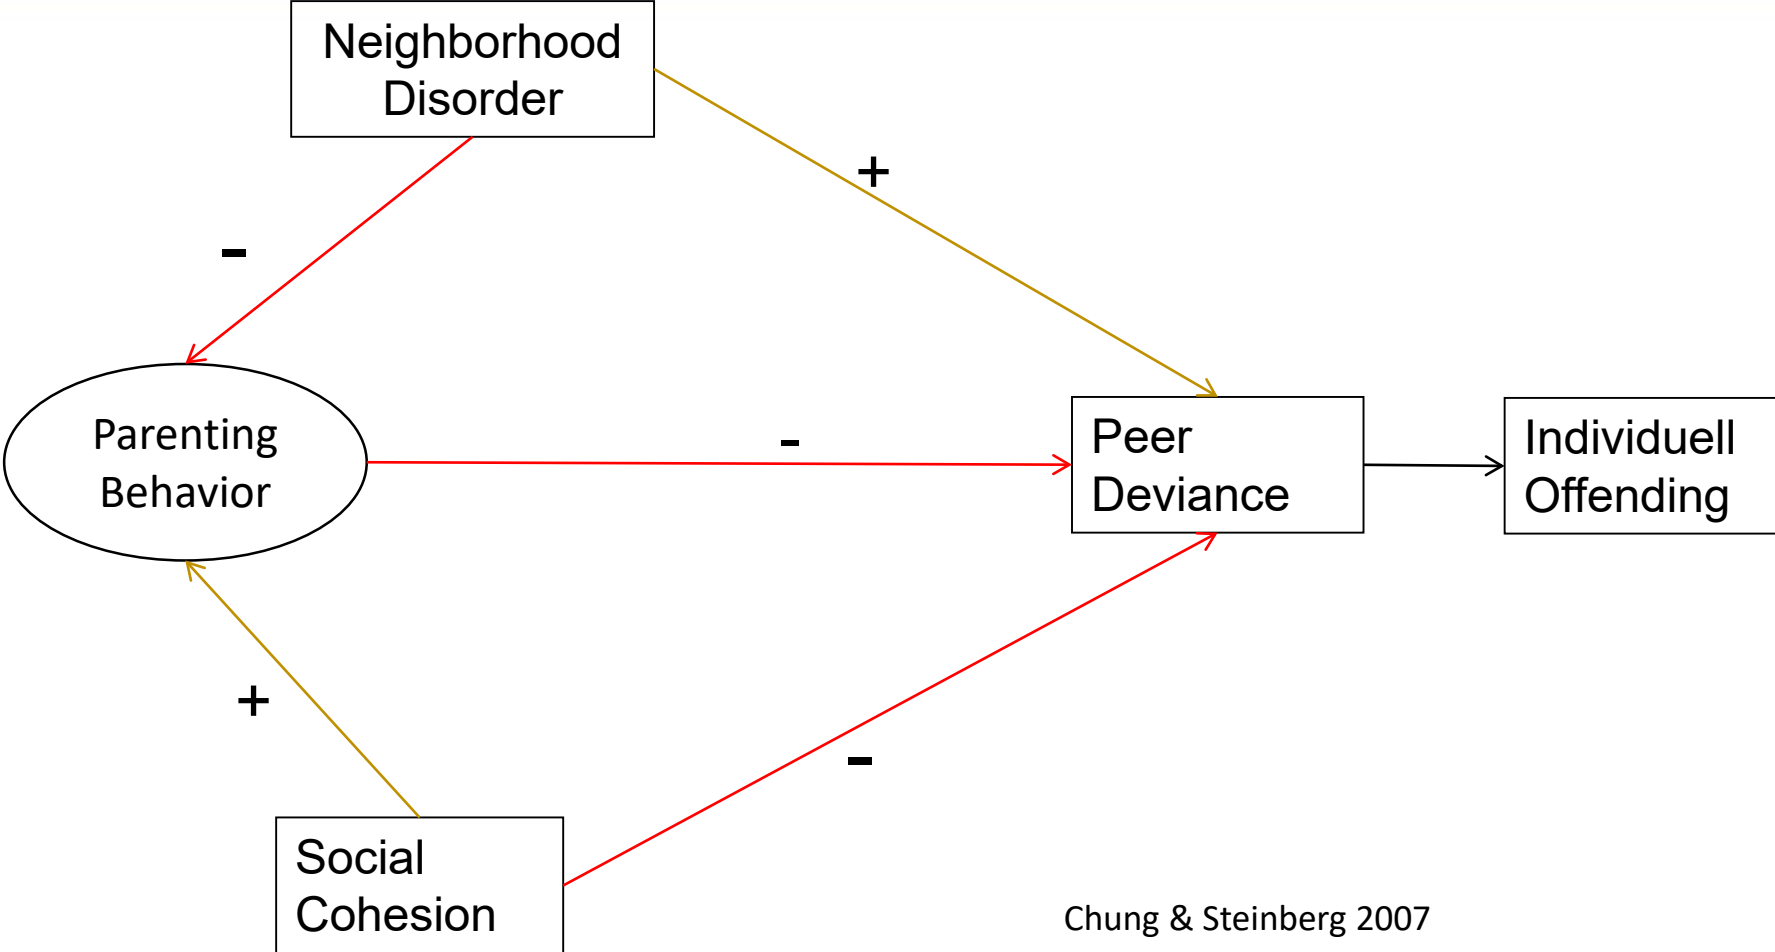 Neighborhood
Disorder
+
-
Parenting
Behavior
-
Peer
Deviance
Individuell
Offending
+
-
Social
Cohesion
Chung & Steinberg 2007